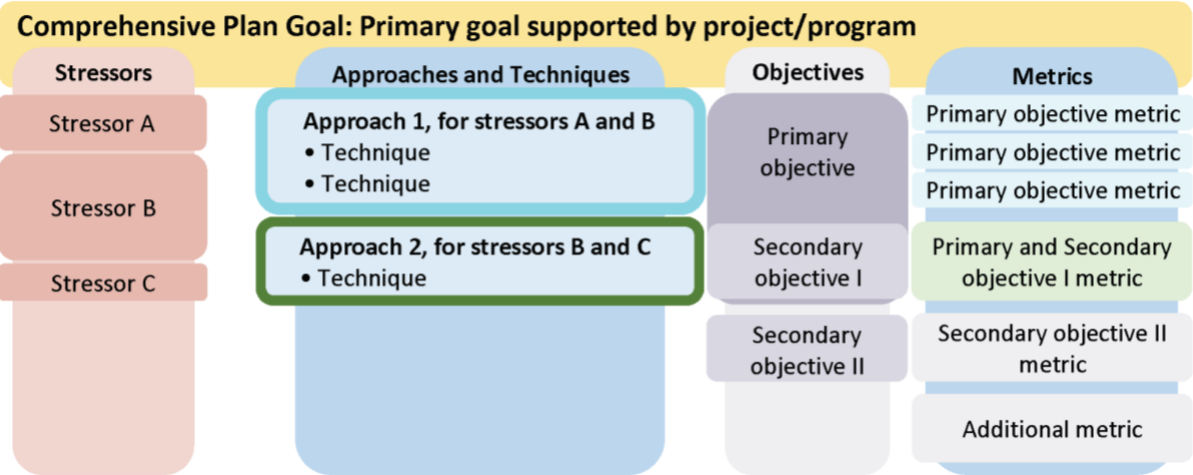 Comprehensive Plan Goal: Primary goal supported by project/program
Stressors
Stressor A
Stressor B
Stressor C
Approaches and Techniques
Approach 1, for stressors A and B
• Technique
• Technique
Approach 2, for stressors B and C
• Technique
Objectives
Primary
objective
Secondary
objective I
Secondary
objective II
Metrics
Primary objective metric
Primary objective metric
Primary objective metric
Primary and Secondary
objective I metric
Secondary objective II
metric
Additional metric